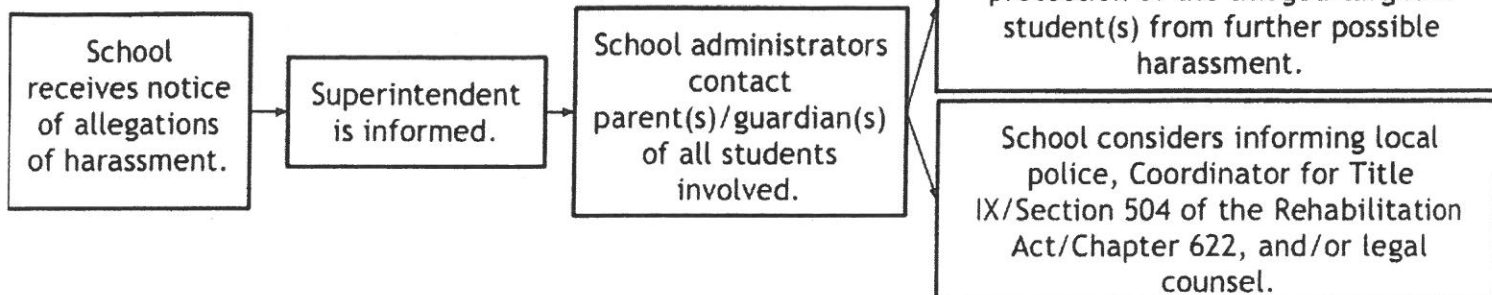 School
receives notice
of allegations
of harassment.
Superintendent
is informed.
School administrators
contact
parent(s)/guardian(s)
of all students
involved.
student(s) from further possible
harassment.
School considers informing local
police, Coordinator for Title
IX/Section 504 of the Rehabilitation
Act/Chapter 622, and/or legal
counsel.